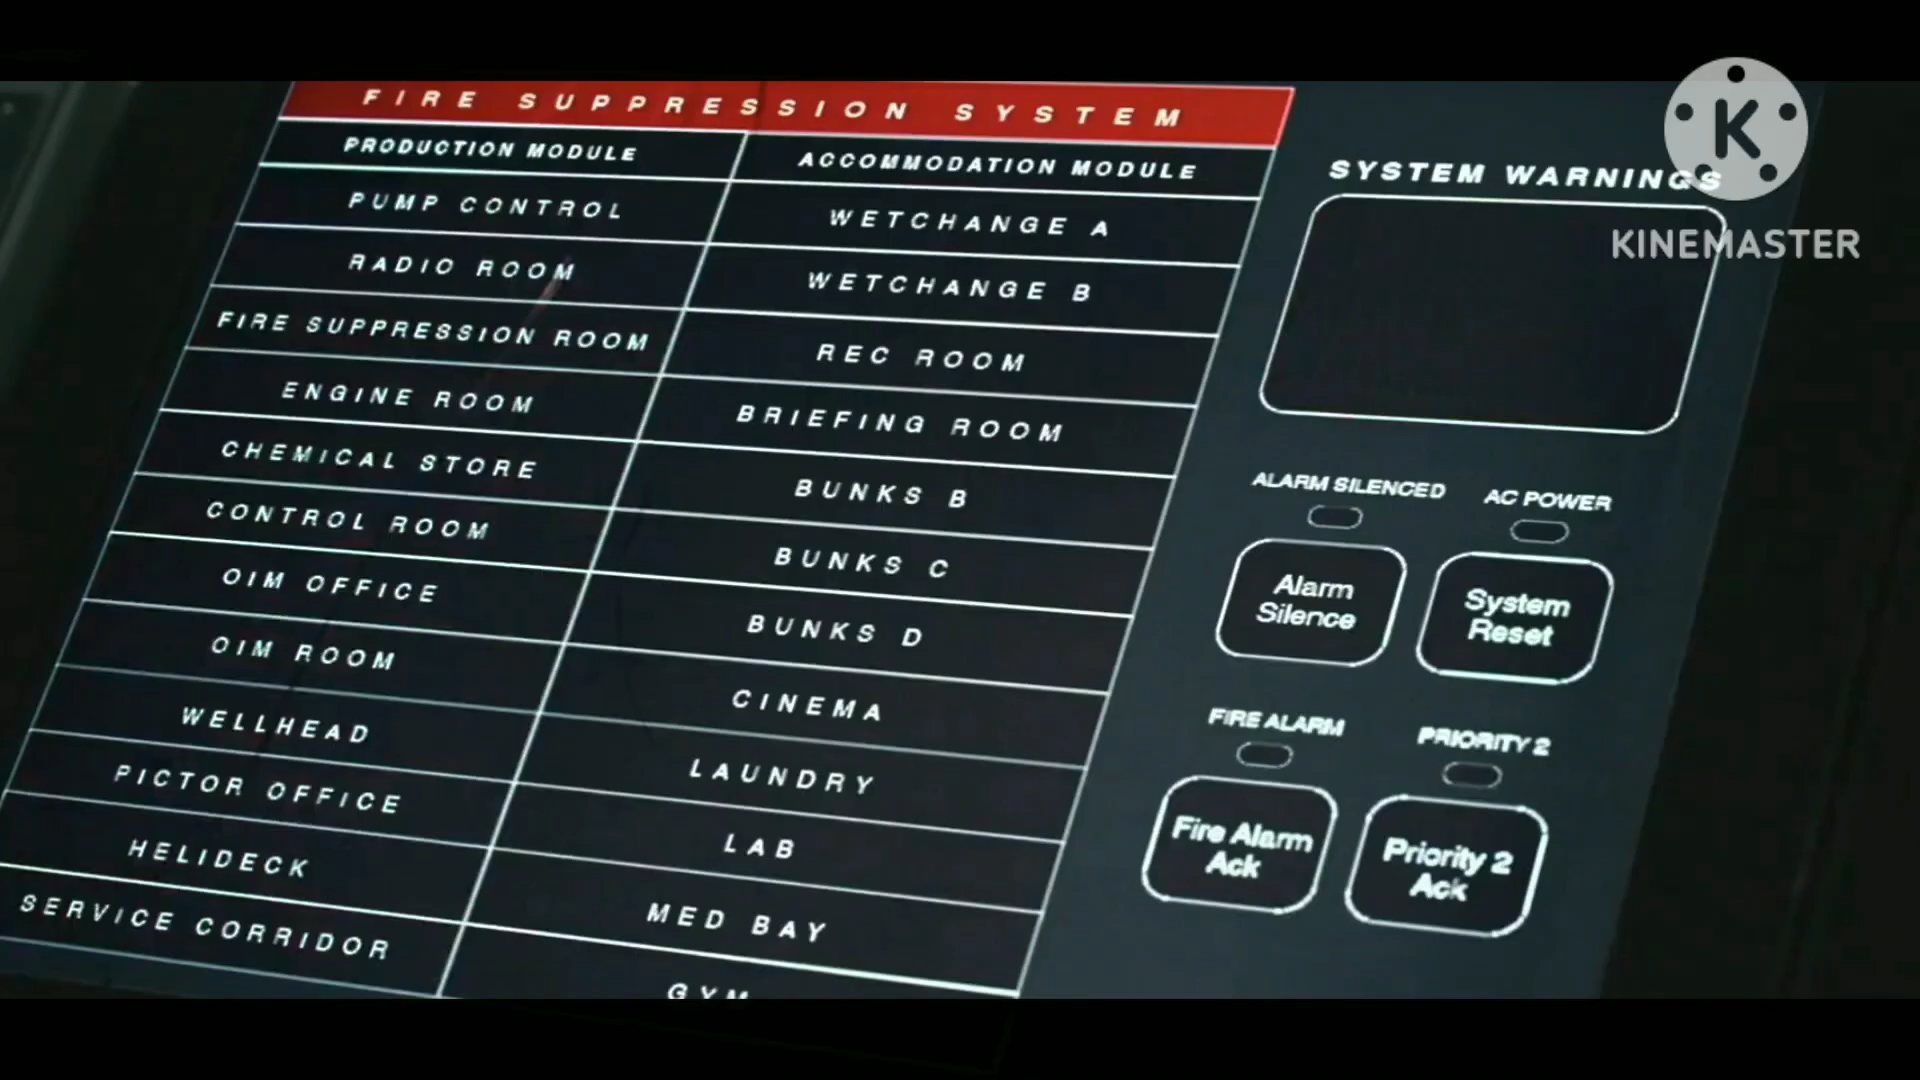 FIRE SUPPRESSION SYSTEM
PRODUCTION MODULE
PUMP CONTROL
RADIO ROOM
FIRE SUPPRESSION ROOM
ENGINE ROOM
CHEMICAL STORE
CONTROL ROOM
OIM OFFICE
OIM ROOM
WELLHEAD
PICTOR OFFICE
HELIDECK
SERVICE CORRIDOR
ACCOMMODATION MODULE
WETCHANGE A
WETCHANGE B
REC ROOM
BRIEFING ROOM
BUNKS B
BUNKS C
BUNKS D
CINEMA
LAUNDRY
LAB
MED BAY
GYM
SYSTEM WARNINGS
ALARM SILENCED
AC POWER
Alarm
Silence
System
Reset
FIRE ALARM
PRIORITY 2
Fire Alarm
Ack
Priority 2
Ack
K
KINEMASTER